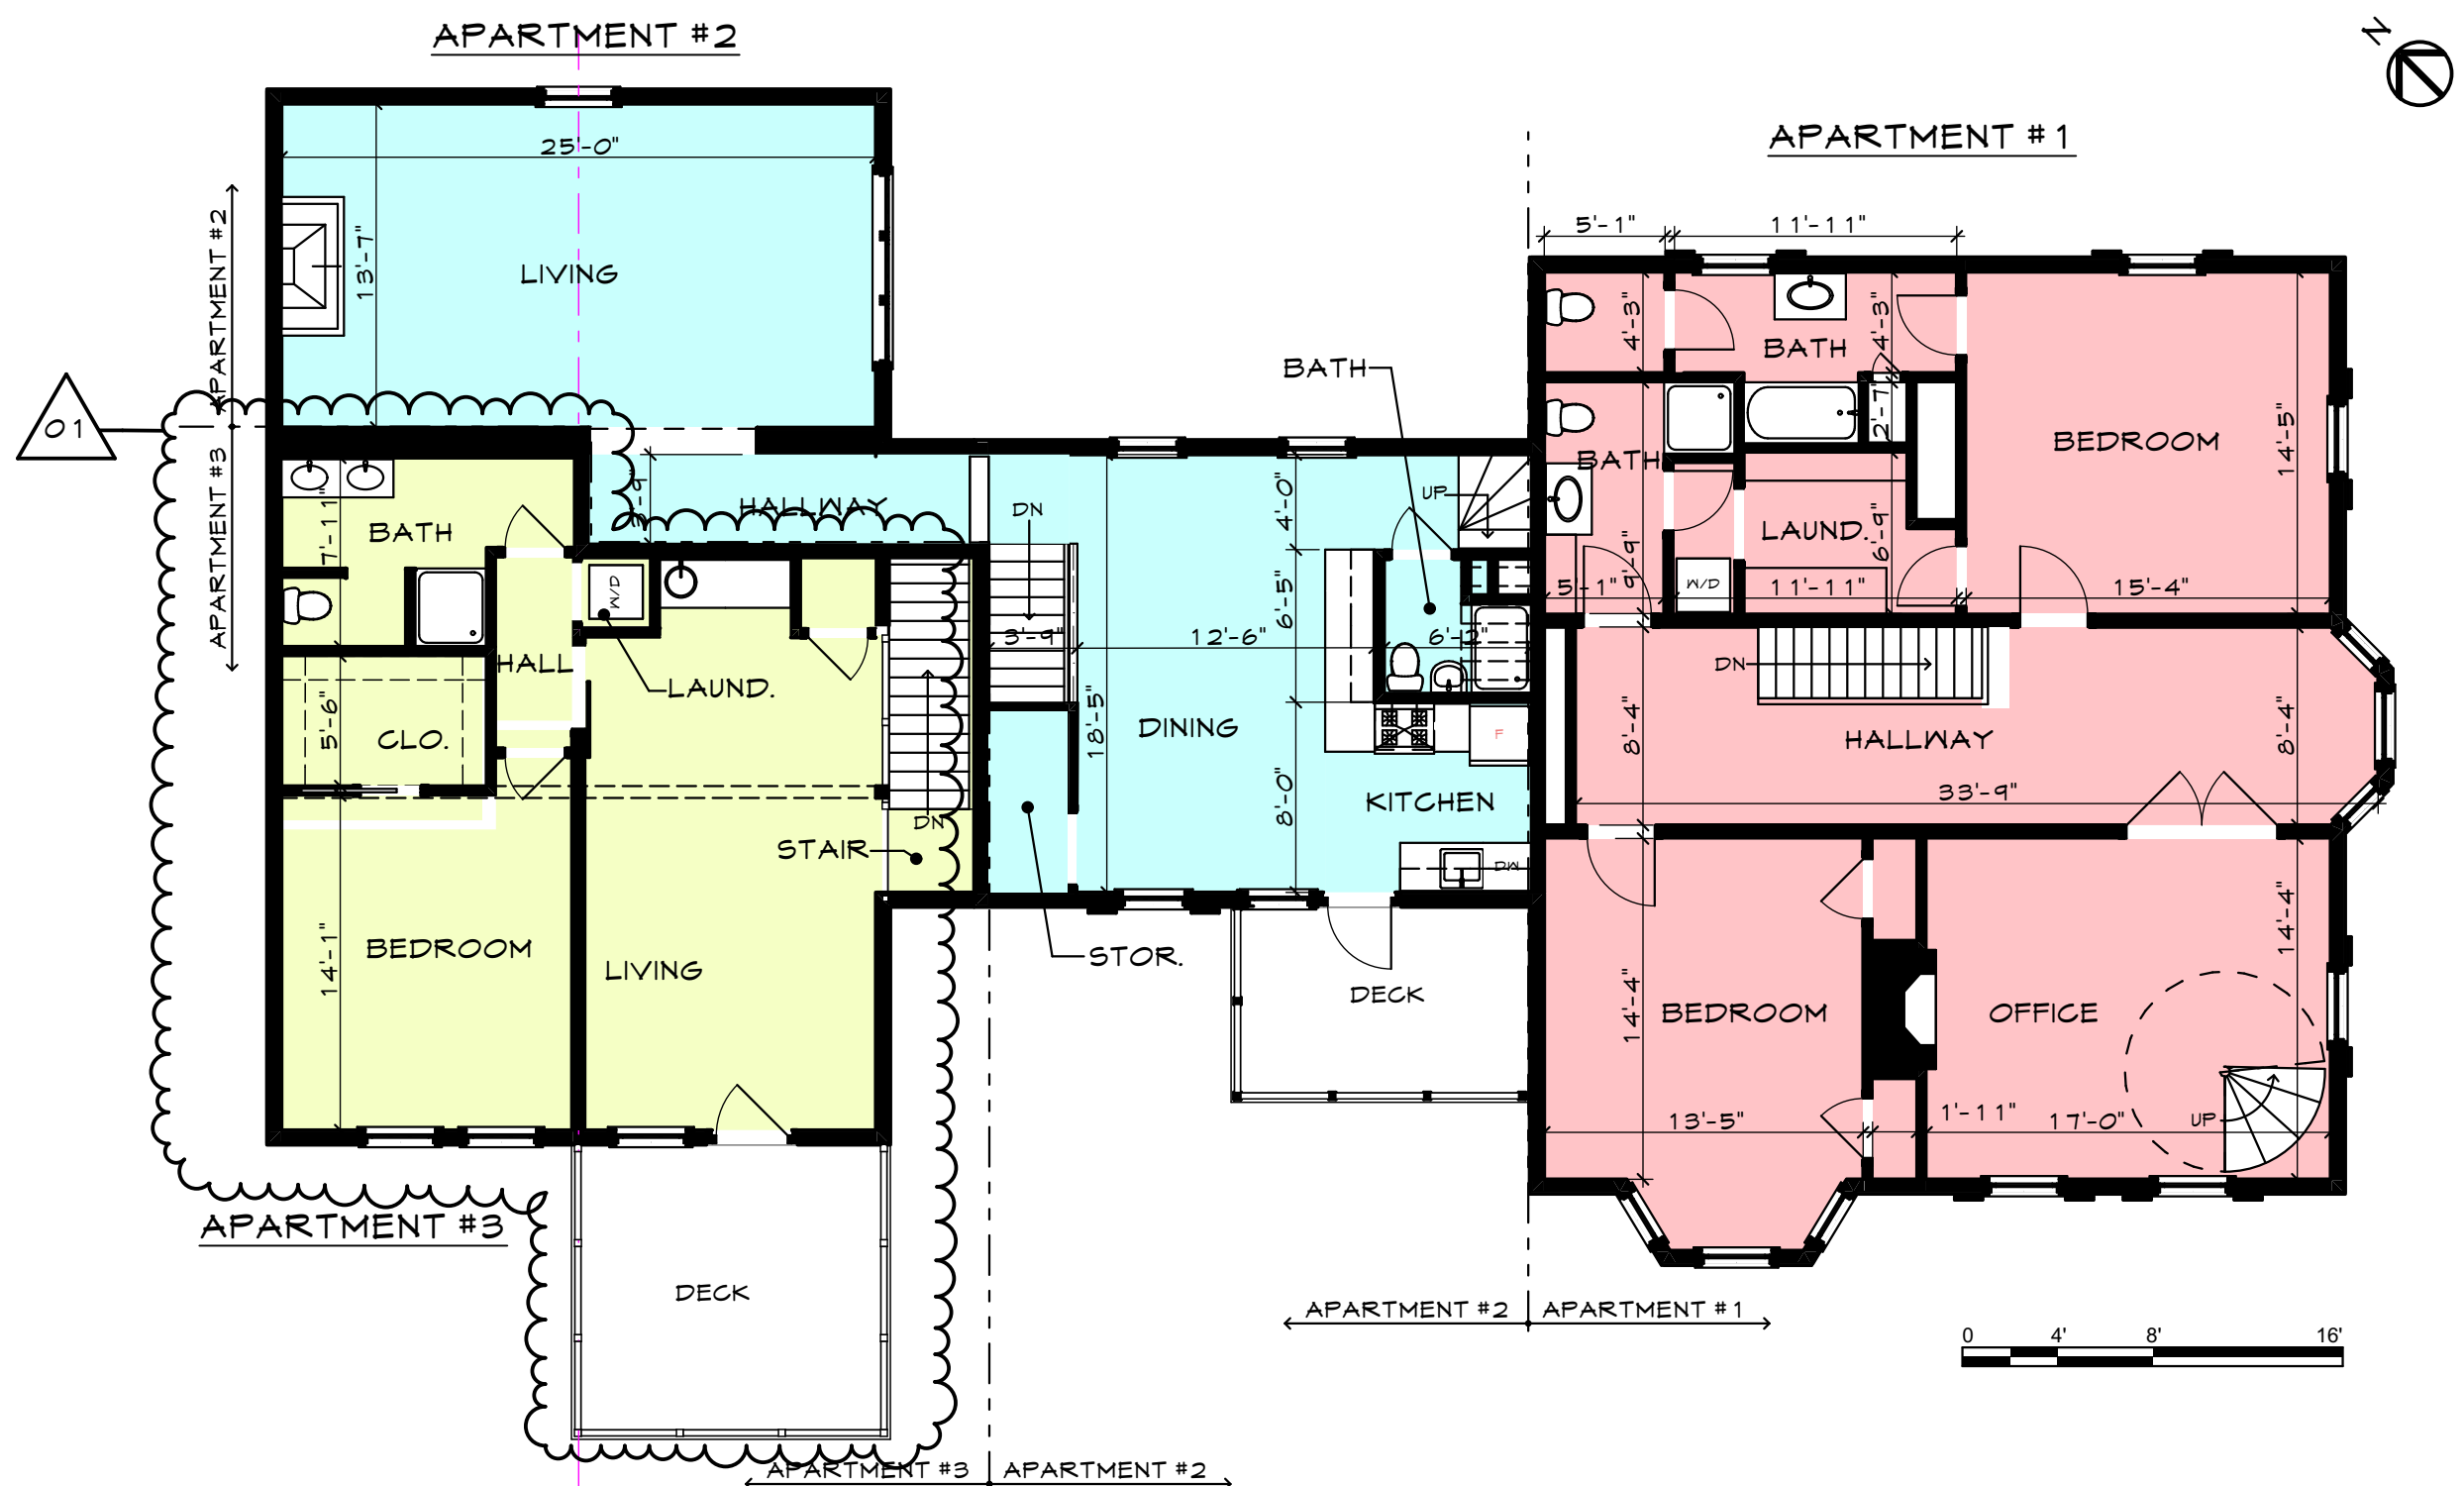 APARTMENT #2
N
APARTMENT #1
25'-0"
13'-7"
LIVING
APARTMENT #2
APARTMENT #3
01
5'-1"
11'-11"
4'-3"
4'-3"
BATH
BATH
2'-7"
BEDROOM
14'-5"
BATH
UP
LAUND.
6'-9"
9'-9"
W/D
5'-1"
11'-11"
15'-4"
3'-9"
HALLWAY
DN
4'-0"
7'-11"
BATH
W/D
6'-5"
3'-9"
12'-6"
6'-2"
HALL
LAUND.
DN
5'-6"
CLO.
18'-5"
DINING
F
8'-4"
HALLWAY
8'-4"
33'-9"
8'-0"
KITCHEN
DN
STAIR
DW
14'-1"
BEDROOM
LIVING
STOR.
DECK
14'-4"
BEDROOM
OFFICE
14'-4"
13'-5"
1'-11"
17'-0"
UP
APARTMENT #3
DECK
APARTMENT #2
APARTMENT #1
0 4' 8' 16'
APARTMENT #3
APARTMENT #2